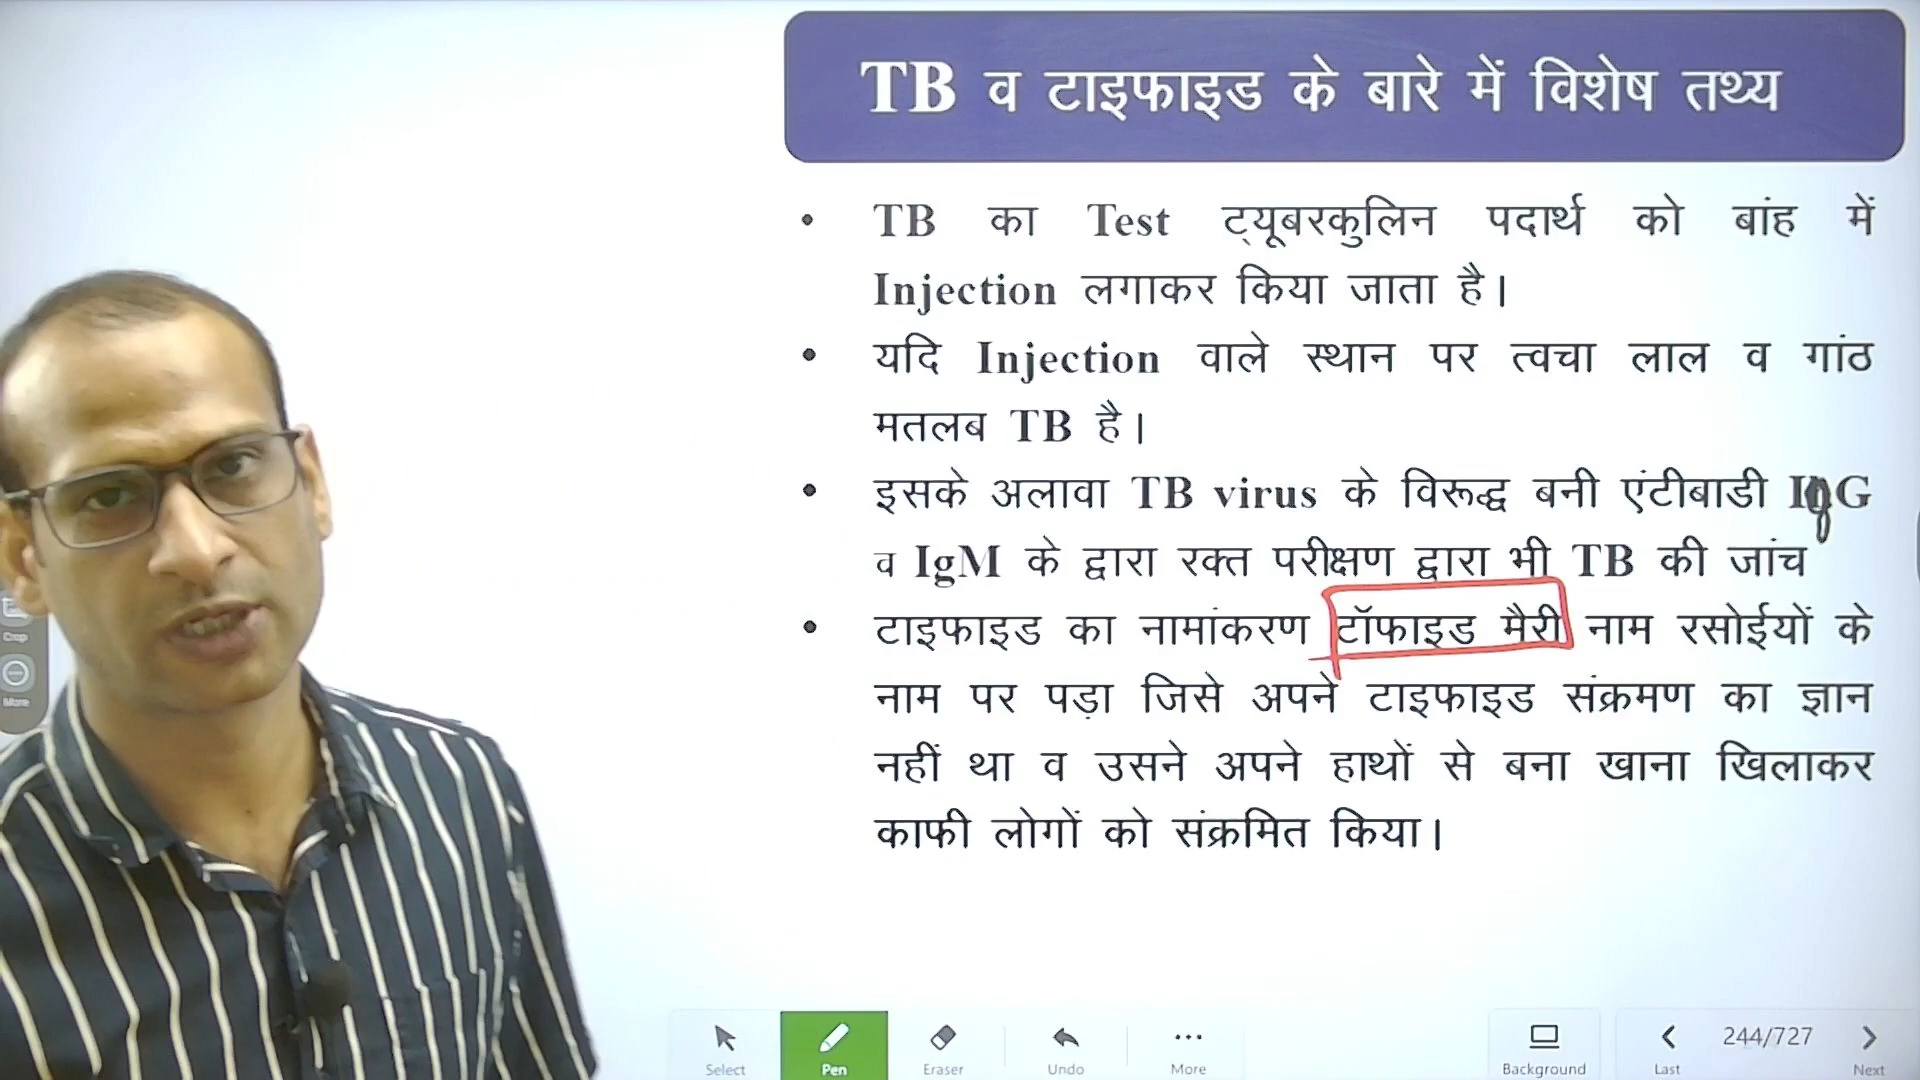 TB व टाइफाइड के बारे में विशेष तथ्य
• TB का Test ट्यूबरकुलिन पदार्थ को बांह में
Injection लगाकर किया जाता है।
• यदि Injection वाले स्थान पर त्वचा लाल व गांठ
मतलब TB है।
• इसके अलावा TB virus के विरूद्ध बनी एंटीबाडी IgG
व IgM के द्वारा रक्त परीक्षण द्वारा भी TB की जांच
• टाइफाइड का नामांकरण टॉफाइड मैरी नाम रसोईयों के
नाम पर पड़ा जिसे अपने टाइफाइड संक्रमण का ज्ञान
नहीं था व उसने अपने हाथों से बना खाना खिलाकर
काफी लोगों को संक्रमित किया।
Crop
More
Select Pen Eraser Undo More Background Last 244/727 Next